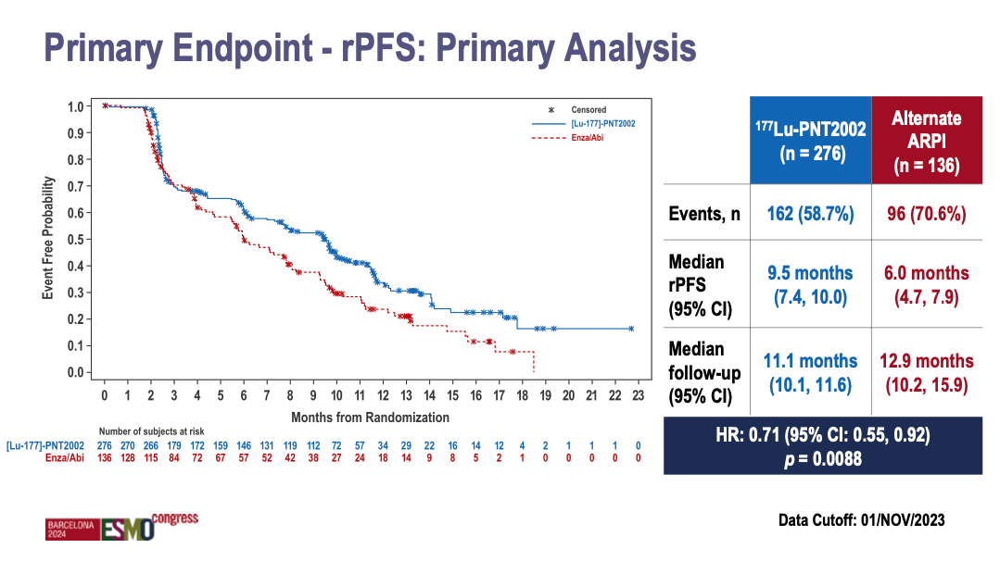 Primary Endpoint - rPFS: Primary Analysis
1.0
0.9
0.8
0.7
0.6
0.5
0.4
0.3
0.2
0.1
0.0
Event Free Probability
Censored
[Lu-177]-PNT2002
Enza/Abi
0 1 2 3 4 5 6 7 8 9 10 11 12 13 14 15 16 17 18 19 20 21 22 23
Months from Randomization
Number of subjects at risk
[Lu-177]-PNT2002 276 270 266 179 172 159 146 131 119 112 72 57 34 29 22 16 14 12 4 2 1 1 1 0
Enza/Abi 136 128 115 84 72 67 57 52 42 38 27 24 18 14 9 8 5 2 1 0 0 0 0 0
¹⁷⁷Lu-PNT2002
(n = 276)
Alternate
ARPI
(n = 136)
Events, n 162 (58.7%) 96 (70.6%)
Median
rPFS
(95% CI)
9.5 months
(7.4, 10.0)
6.0 months
(4.7, 7.9)
Median
follow-up
(95% CI)
11.1 months
(10.1, 11.6)
12.9 months
(10.2, 15.9)
HR: 0.71 (95% CI: 0.55, 0.92)
p = 0.0088
BARCELONA
2024
ESMO congress
Data Cutoff: 01/NOV/2023